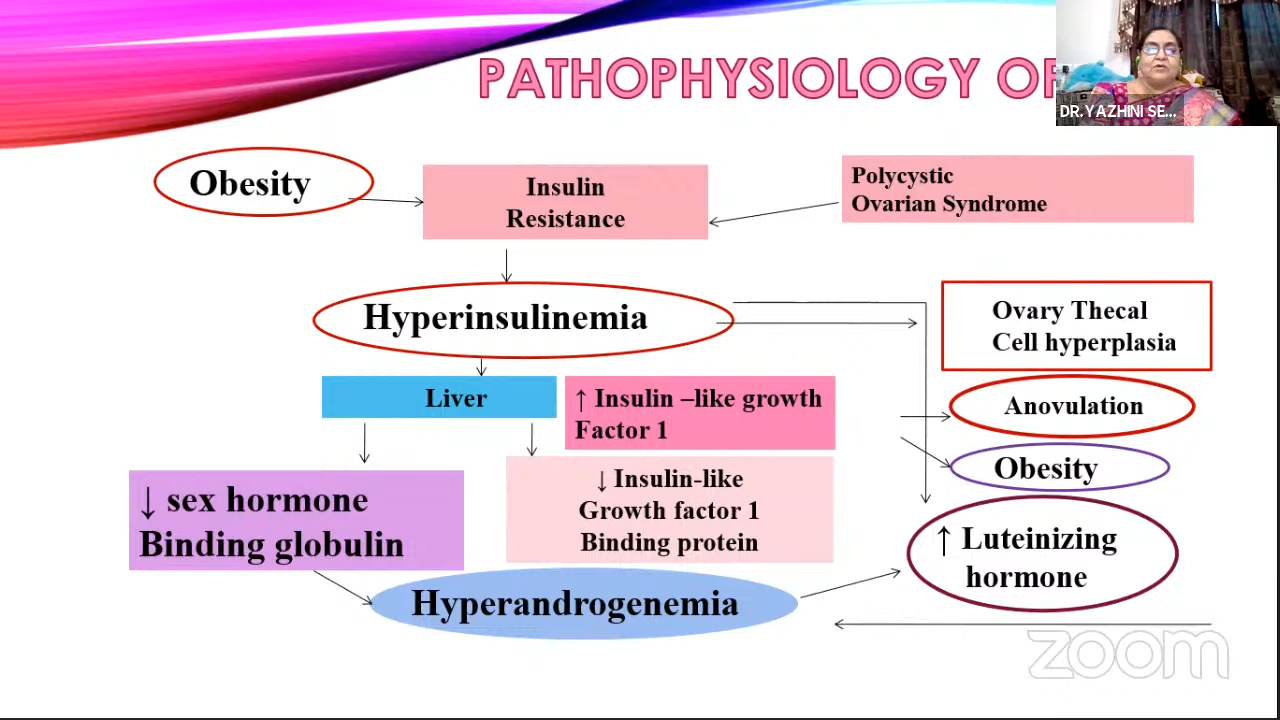 PATHOPHYSIOLOGY OF
DR.YAZHINI SE...
Obesity
Insulin
Resistance
Polycystic
Ovarian Syndrome
Hyperinsulinemia
Ovary Thecal
Cell hyperplasia
Liver
↑ Insulin –like growth
Factor 1
Anovulation
Obesity
↓ sex hormone
Binding globulin
↓ Insulin-like
Growth factor 1
Binding protein
↑ Luteinizing
hormone
Hyperandrogenemia
zoom